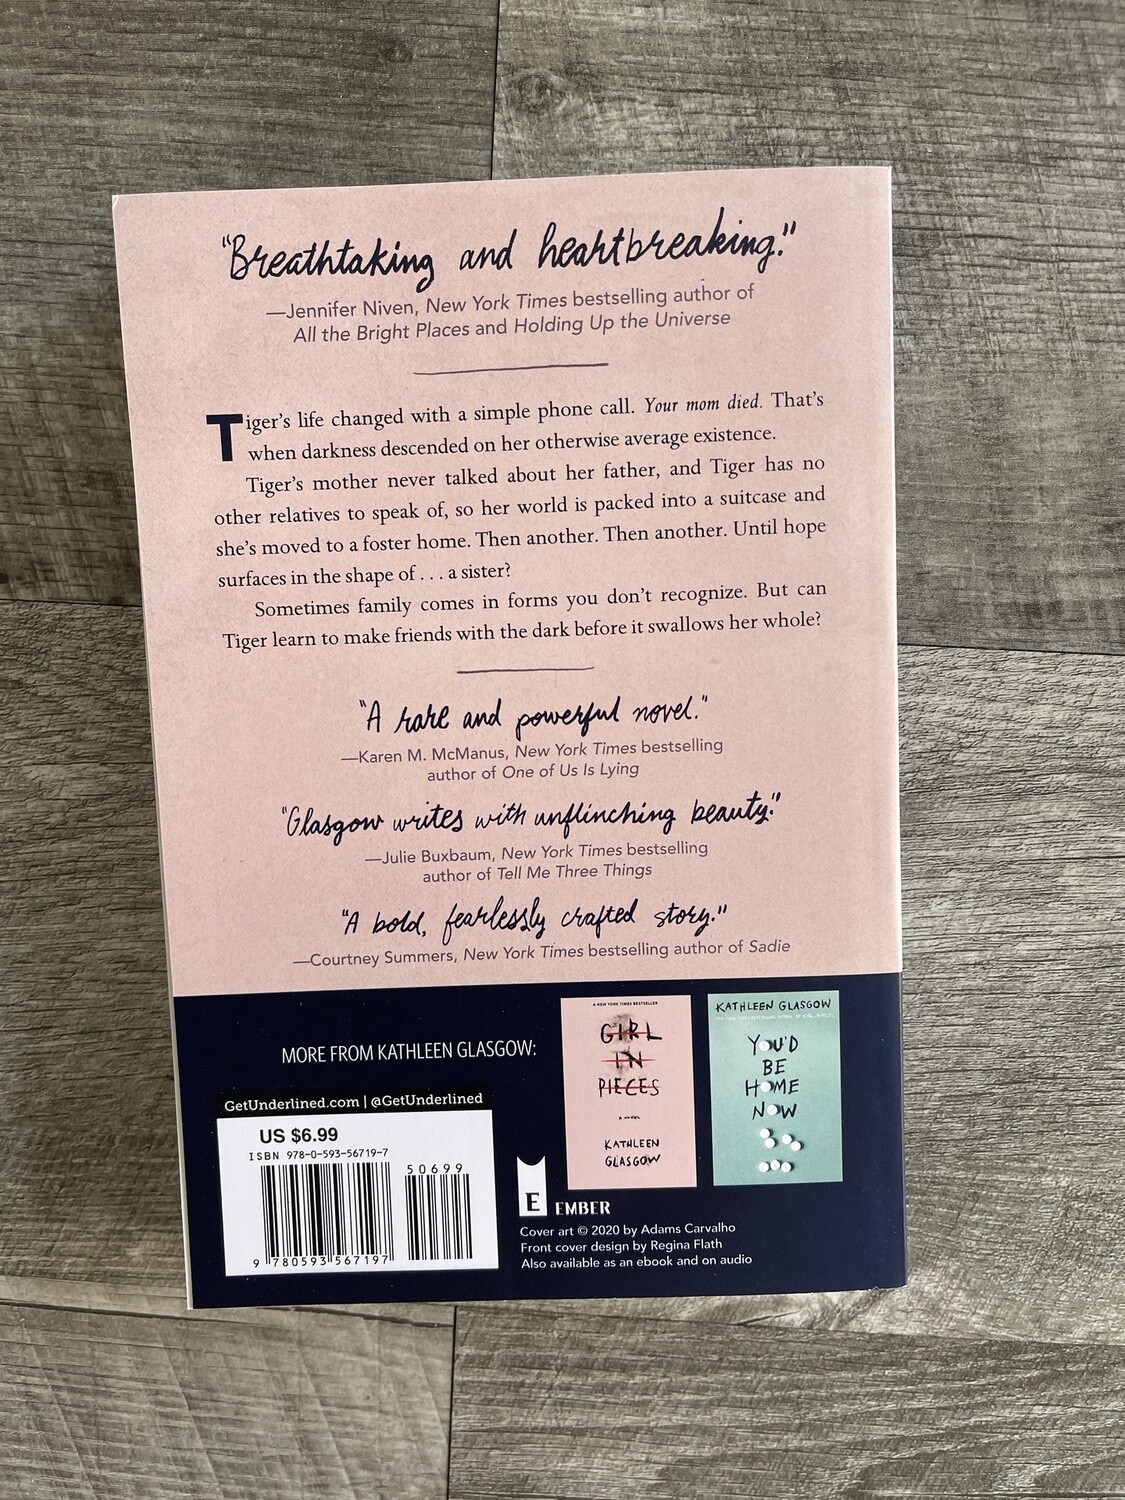 "Breathtaking and heartbreaking."
—Jennifer Niven, New York Times bestselling author of
All the Bright Places and Holding Up the Universe
Tiger's life changed with a simple phone call. Your mom died. That's
when darkness descended on her otherwise average existence.
Tiger's mother never talked about her father, and Tiger has no
other relatives to speak of, so her world is packed into a suitcase and
she's moved to a foster home. Then another. Then another. Until hope
surfaces in the shape of . . . a sister?
Sometimes family comes in forms you don't recognize. But can
Tiger learn to make friends with the dark before it swallows her whole?
"A rare and powerful novel."
—Karen M. McManus, New York Times bestselling
author of One of Us Is Lying
"Glasgow writes with unflinching beauty."
—Julie Buxbaum, New York Times bestselling
author of Tell Me Three Things
"A bold, fearlessly crafted story."
—Courtney Summers, New York Times bestselling author of Sadie
MORE FROM KATHLEEN GLASGOW:
A NEW YORK TIMES BESTSELLER
GIRL
IN
PIECES
A NOVEL
KATHLEEN
GLASGOW
KATHLEEN GLASGOW
YOU'D
BE
HOME
NOW
GetUnderlined.com | @GetUnderlined
US $6.99
ISBN 978-0-593-56719-7
50699
9 780593 567197
E EMBER
Cover art © 2020 by Adams Carvalho
Front cover design by Regina Flath
Also available as an ebook and on audio